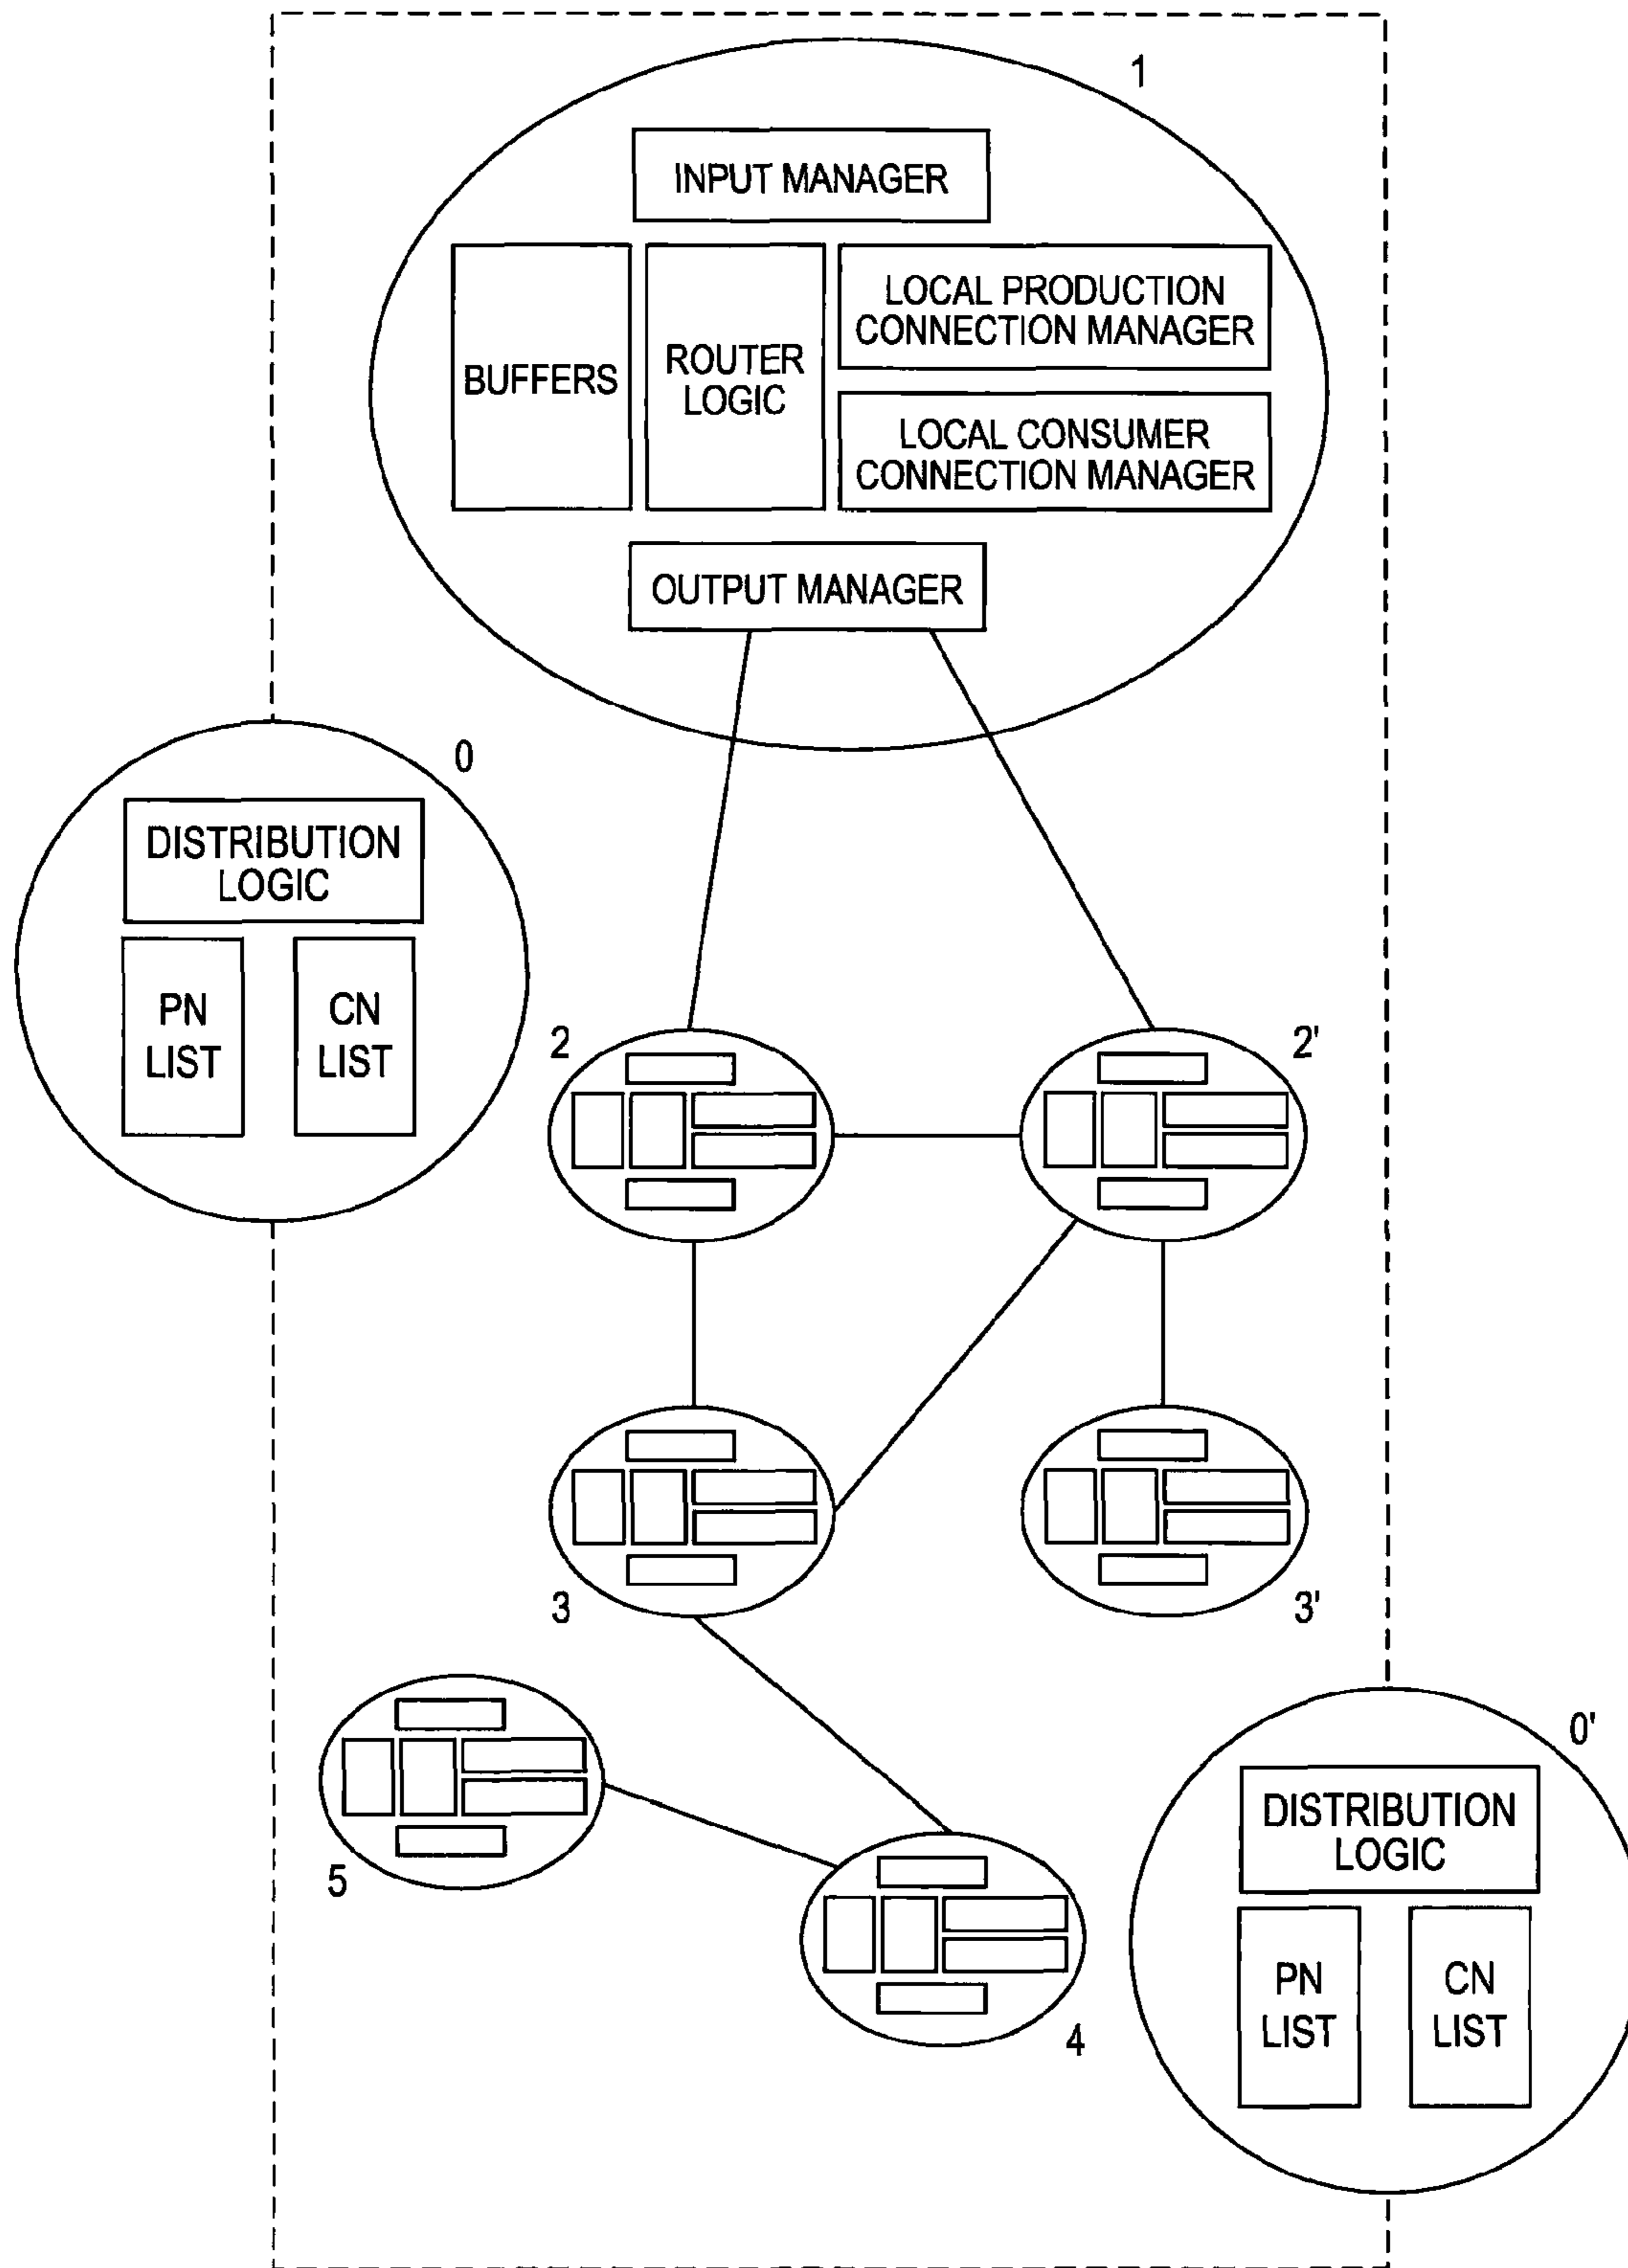 1
INPUT MANAGER
BUFFERS
ROUTER
LOGIC
LOCAL PRODUCTION
CONNECTION MANAGER
LOCAL CONSUMER
CONNECTION MANAGER
OUTPUT MANAGER
0
DISTRIBUTION
LOGIC
PN
LIST
CN
LIST
2
2'
3
3'
5
4
0'
DISTRIBUTION
LOGIC
PN
LIST
CN
LIST